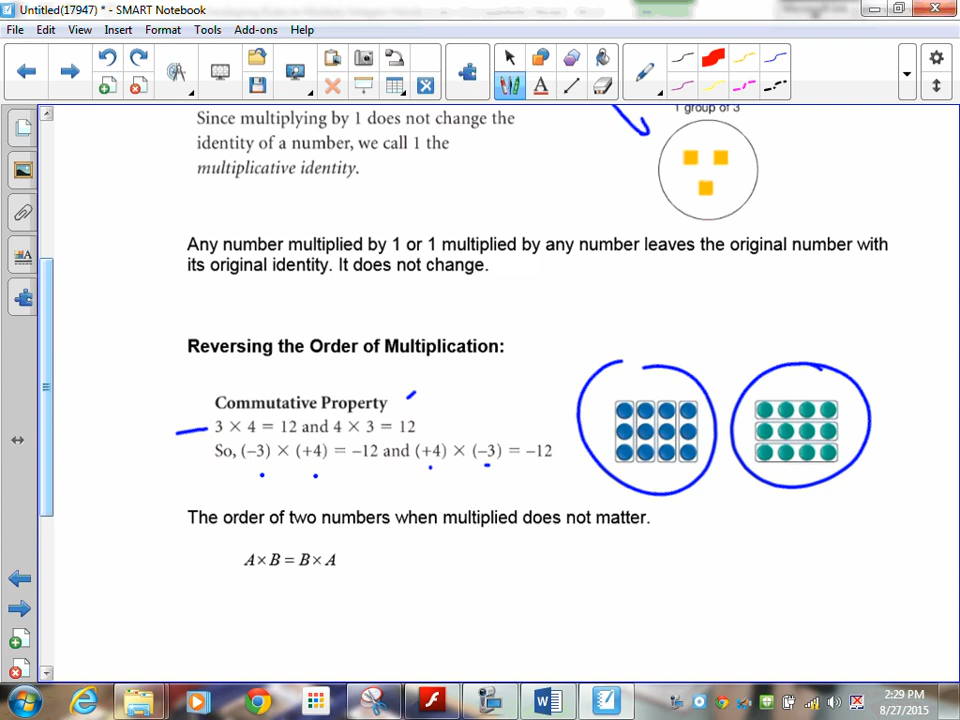 Untitled(17947) * - SMART Notebook
File Edit View Insert Format Tools Add-ons Help
1 group of 3
Since multiplying by 1 does not change the
identity of a number, we call 1 the
multiplicative identity.
Any number multiplied by 1 or 1 multiplied by any number leaves the original number with
its original identity. It does not change.
Reversing the Order of Multiplication:
Commutative Property
3 × 4 = 12 and 4 × 3 = 12
So, (–3) × (+4) = –12 and (+4) × (–3) = –12
The order of two numbers when multiplied does not matter.
A × B = B × A
2:29 PM
8/27/2015